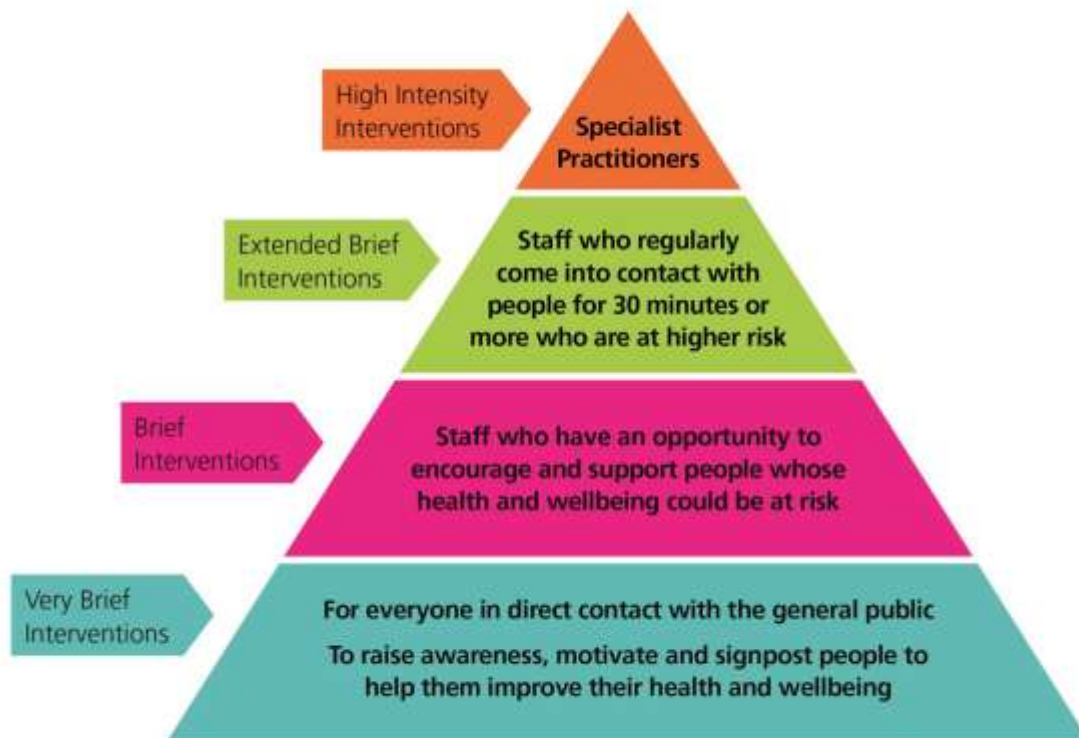 High Intensity
Interventions
Specialist
Practitioners
Extended Brief
Interventions
Staff who regularly
come into contact with
people for 30 minutes or
more who are at higher risk
Brief
Interventions
Staff who have an opportunity to
encourage and support people whose
health and wellbeing could be at risk
Very Brief
Interventions
For everyone in direct contact with the general public
To raise awareness, motivate and signpost people to
help them improve their health and wellbeing